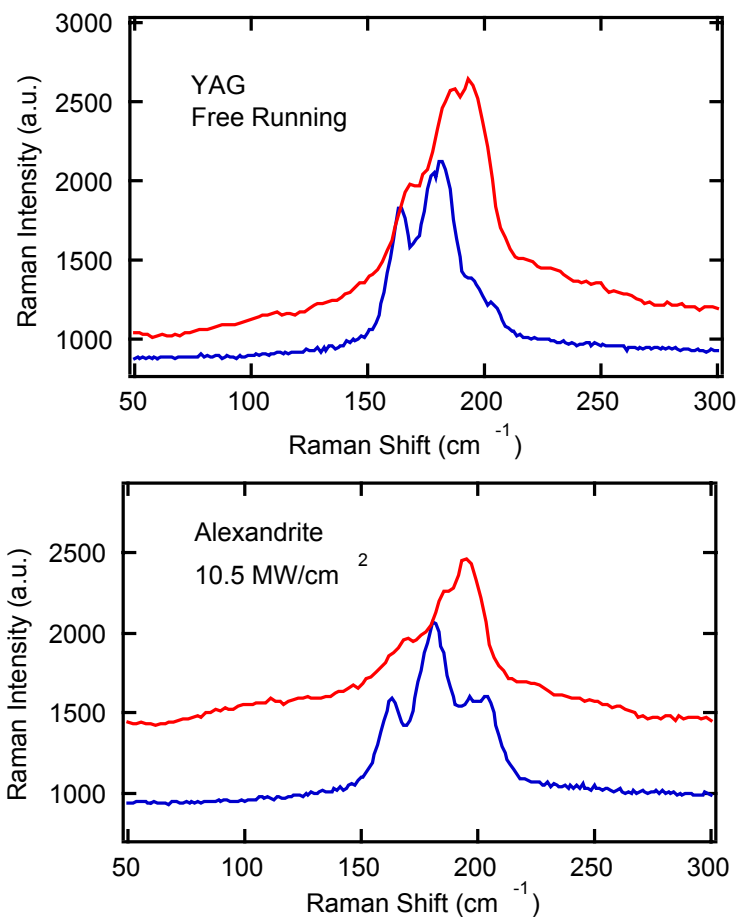 3000
2500
2000
1500
1000
Raman Intensity (a.u.)
YAG
Free Running
50 100 150 200 250 300
Raman Shift (cm -1)
2500
2000
1500
1000
Raman Intensity (a.u.)
Alexandrite
10.5 MW/cm 2
50 100 150 200 250 300
Raman Shift (cm -1)